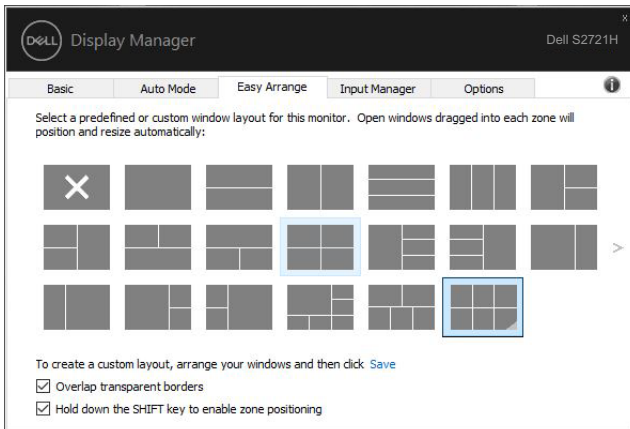 x
DELL Display Manager
Dell S2721H
Basic Auto Mode Easy Arrange Input Manager Options
Select a predefined or custom window layout for this monitor. Open windows dragged into each zone will
position and resize automatically:
To create a custom layout, arrange your windows and then click Save
Overlap transparent borders
Hold down the SHIFT key to enable zone positioning